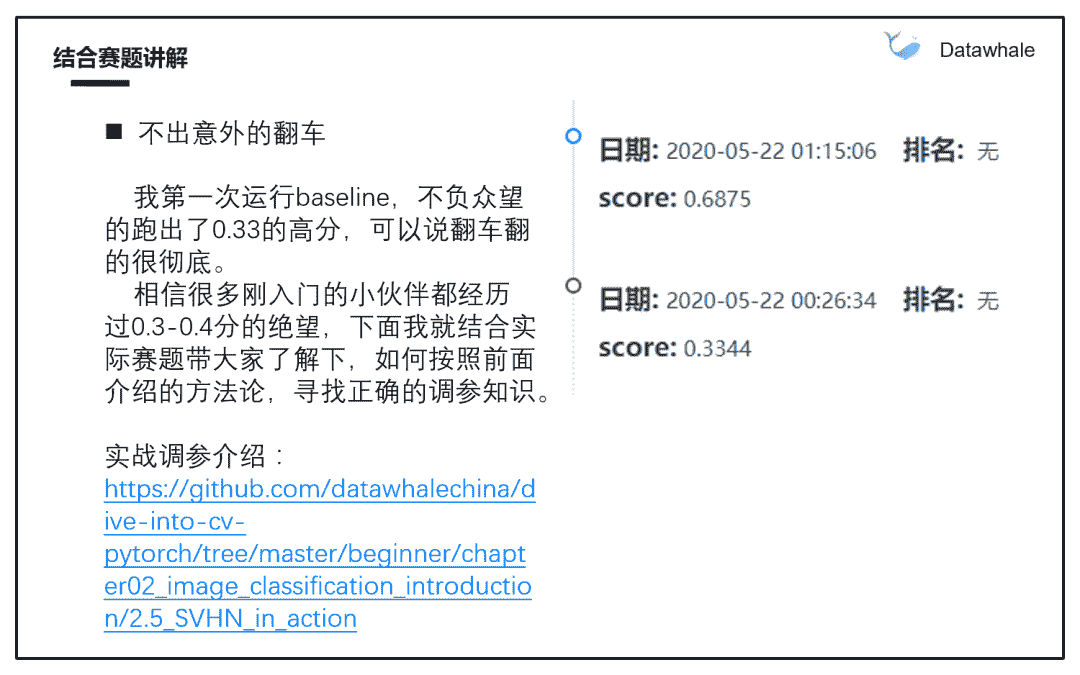 结合赛题讲解
Datawhale
■ 不出意外的翻车
我第一次运行baseline，不负众望
的跑出了0.33的高分，可以说翻车翻
的很彻底。
相信很多刚入门的小伙伴都经历
过0.3-0.4分的绝望，下面我就结合实
际赛题带大家了解下，如何按照前面
介绍的方法论，寻找正确的调参知识。
实战调参介绍：
https://github.com/datawhalechina/d
ive-into-cv-
pytorch/tree/master/beginner/chapt
er02_image_classification_introductio
n/2.5_SVHN_in_action
日期: 2020-05-22 01:15:06 排名: 无
score: 0.6875
日期: 2020-05-22 00:26:34 排名: 无
score: 0.3344